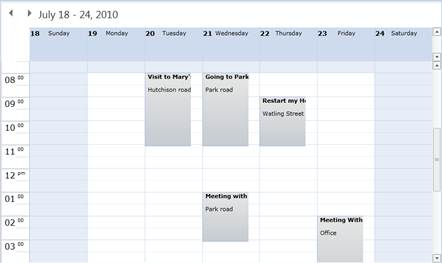 July 18 - 24, 2010
18 Sunday 19 Monday 20 Tuesday 21 Wednesday 22 Thursday 23 Friday 24 Saturday
08 00
Visit to Mary'
Hutchison road
Going to Park
Park road
09 00
Restart my H
Watling Street
10 00
11 00
12 pm
01 00
Meeting with
Park road
02 00
Meeting With
Office
03 00